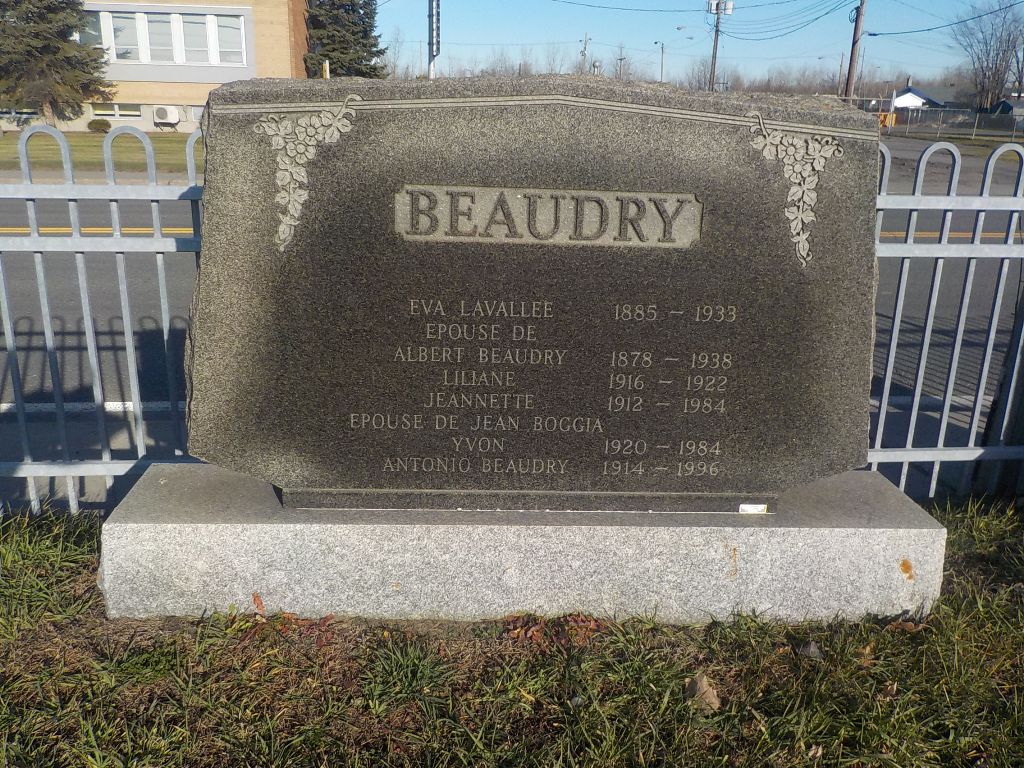 BEAUDRY
EVA LAVALLEE 1885 - 1933
EPOUSE DE
ALBERT BEAUDRY 1878 - 1938
LILIANE 1916 - 1922
JEANNETTE 1912 - 1984
EPOUSE DE JEAN BOGGIA
YVON 1920 - 1984
ANTONIO BEAUDRY 1914 - 1996